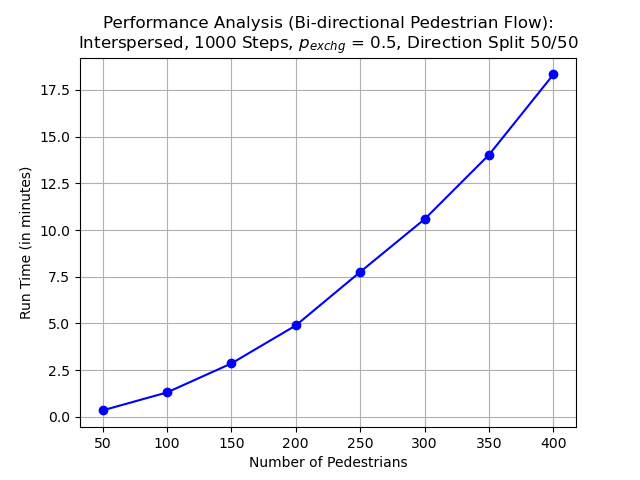 Performance Analysis (Bi-directional Pedestrian Flow):
Interspersed, 1000 Steps, p_exchg = 0.5, Direction Split 50/50
Run Time (in minutes)
17.5
15.0
12.5
10.0
7.5
5.0
2.5
0.0
50 100 150 200 250 300 350 400
Number of Pedestrians